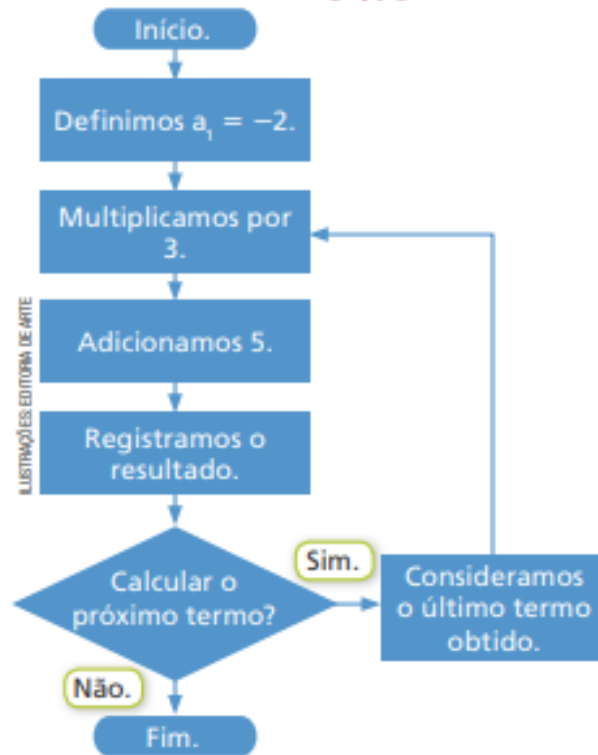 Início.
Definimos a₁ = −2.
Multiplicamos por
3.
Adicionamos 5.
Registramos o
resultado.
Calcular o
próximo termo?
Sim.
Consideramos
o último termo
obtido.
Não.
Fim.
ILUSTRAÇÕES: EDITORIA DE ARTE